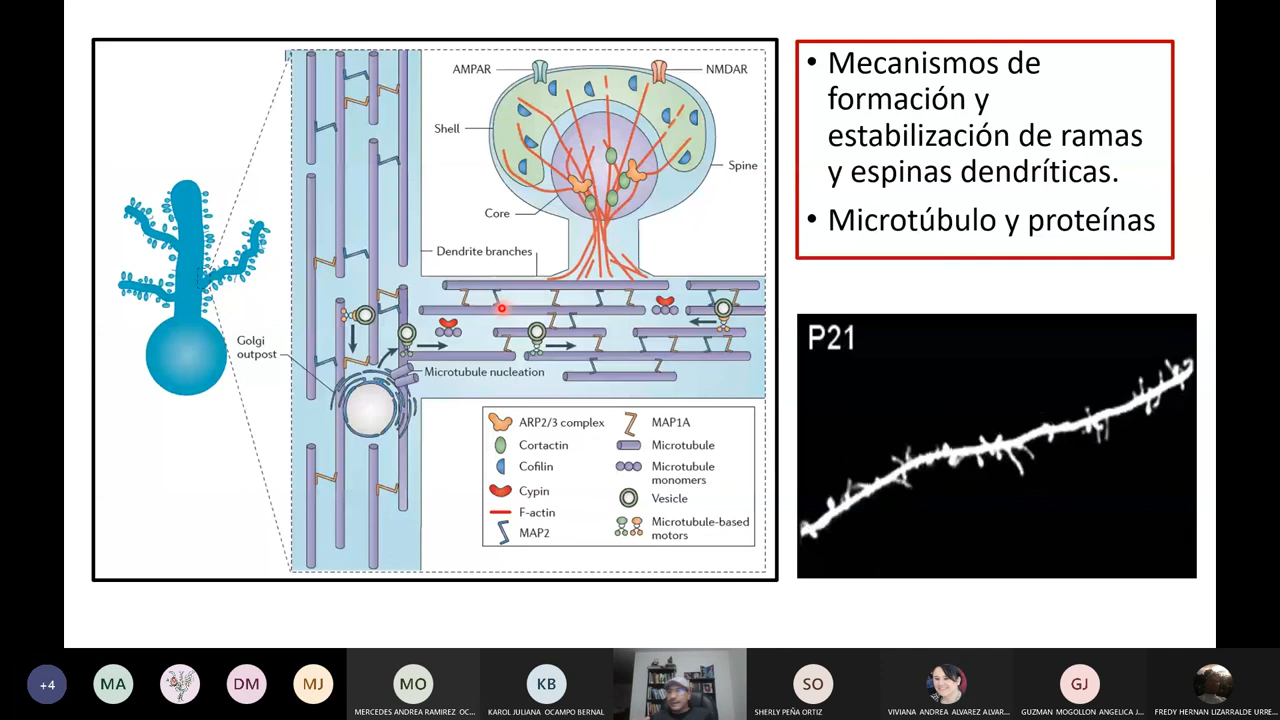 AMPAR
NMDAR
Shell
Spine
Core
Dendrite branches
Golgi
outpost
Microtubule nucleation
ARP2/3 complex
Cortactin
Cofilin
Cypin
F-actin
MAP2
MAP1A
Microtubule
Microtubule
monomers
Vesicle
Microtubule-based
motors
• Mecanismos de
formación y
estabilización de ramas
y espinas dendríticas.
• Microtúbulo y proteínas
P21
+4
MA
DM
MJ
MO
MERCEDES ANDREA RAMIREZ OC...
KB
KAROL JULIANA OCAMPO BERNAL
SO
SHERLY PEÑA ORTIZ
VIVIANA ANDREA ALVAREZ ALVAR...
GJ
GUZMAN MOGOLLON ANGELICA J...
FREDY HERNAN LIZARRALDE URRE...